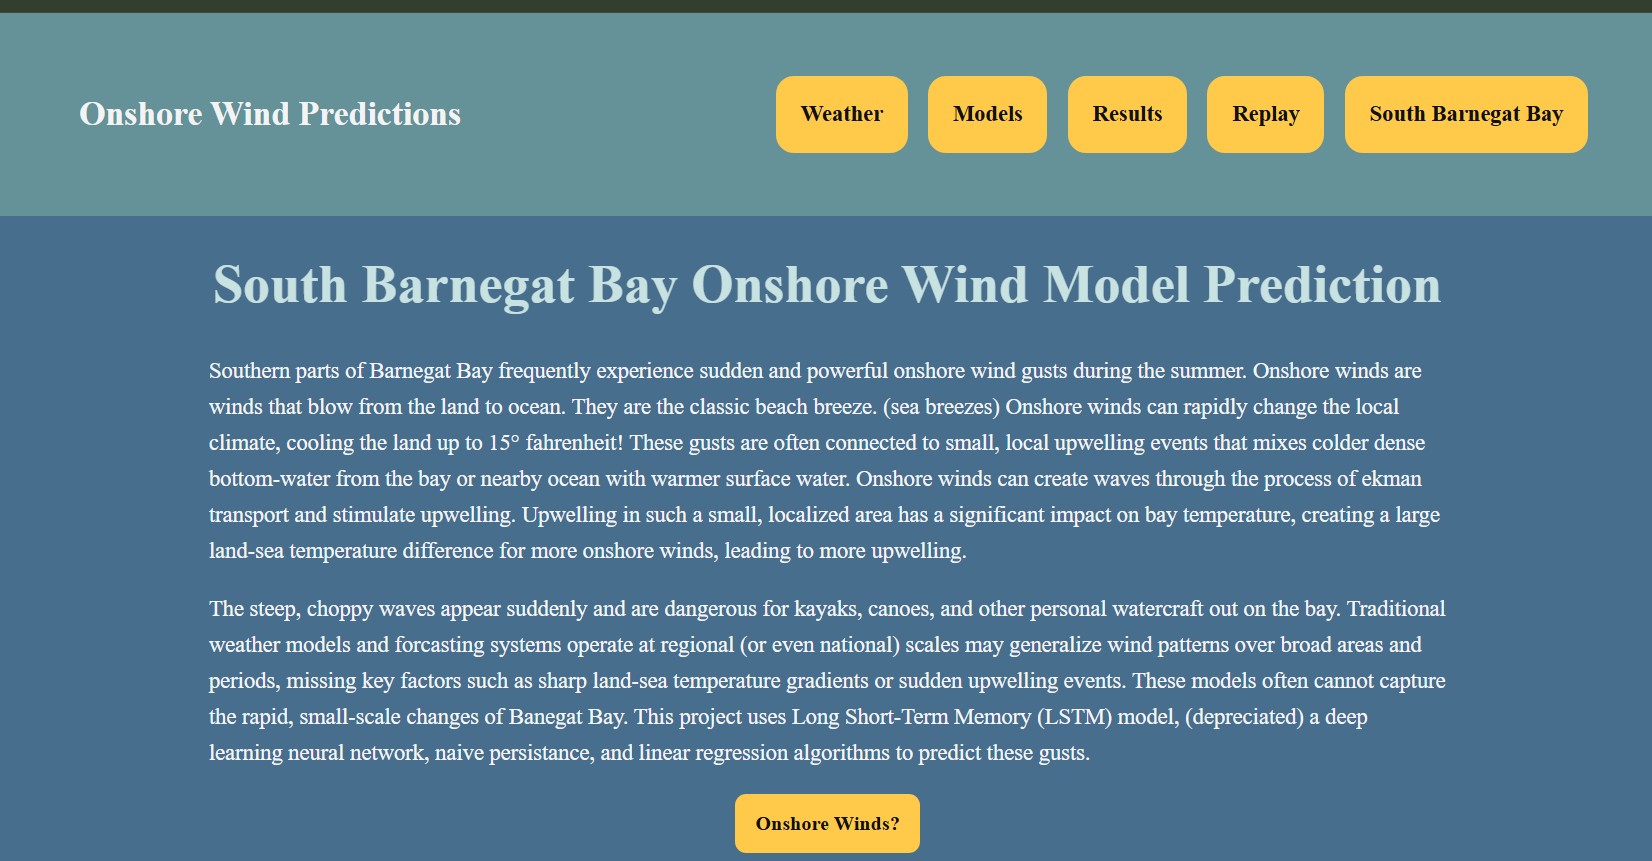 Onshore Wind Predictions
Weather
Models
Results
Replay
South Barnegat Bay
South Barnegat Bay Onshore Wind Model Prediction
Southern parts of Barnegat Bay frequently experience sudden and powerful onshore wind gusts during the summer. Onshore winds are
winds that blow from the land to ocean. They are the classic beach breeze. (sea breezes) Onshore winds can rapidly change the local
climate, cooling the land up to 15° fahrenheit! These gusts are often connected to small, local upwelling events that mixes colder dense
bottom-water from the bay or nearby ocean with warmer surface water. Onshore winds can create waves through the process of ekman
transport and stimulate upwelling. Upwelling in such a small, localized area has a significant impact on bay temperature, creating a large
land-sea temperature difference for more onshore winds, leading to more upwelling.
The steep, choppy waves appear suddenly and are dangerous for kayaks, canoes, and other personal watercraft out on the bay. Traditional
weather models and forcasting systems operate at regional (or even national) scales may generalize wind patterns over broad areas and
periods, missing key factors such as sharp land-sea temperature gradients or sudden upwelling events. These models often cannot capture
the rapid, small-scale changes of Banegat Bay. This project uses Long Short-Term Memory (LSTM) model, (depreciated) a deep
learning neural network, naive persistance, and linear regression algorithms to predict these gusts.
Onshore Winds?